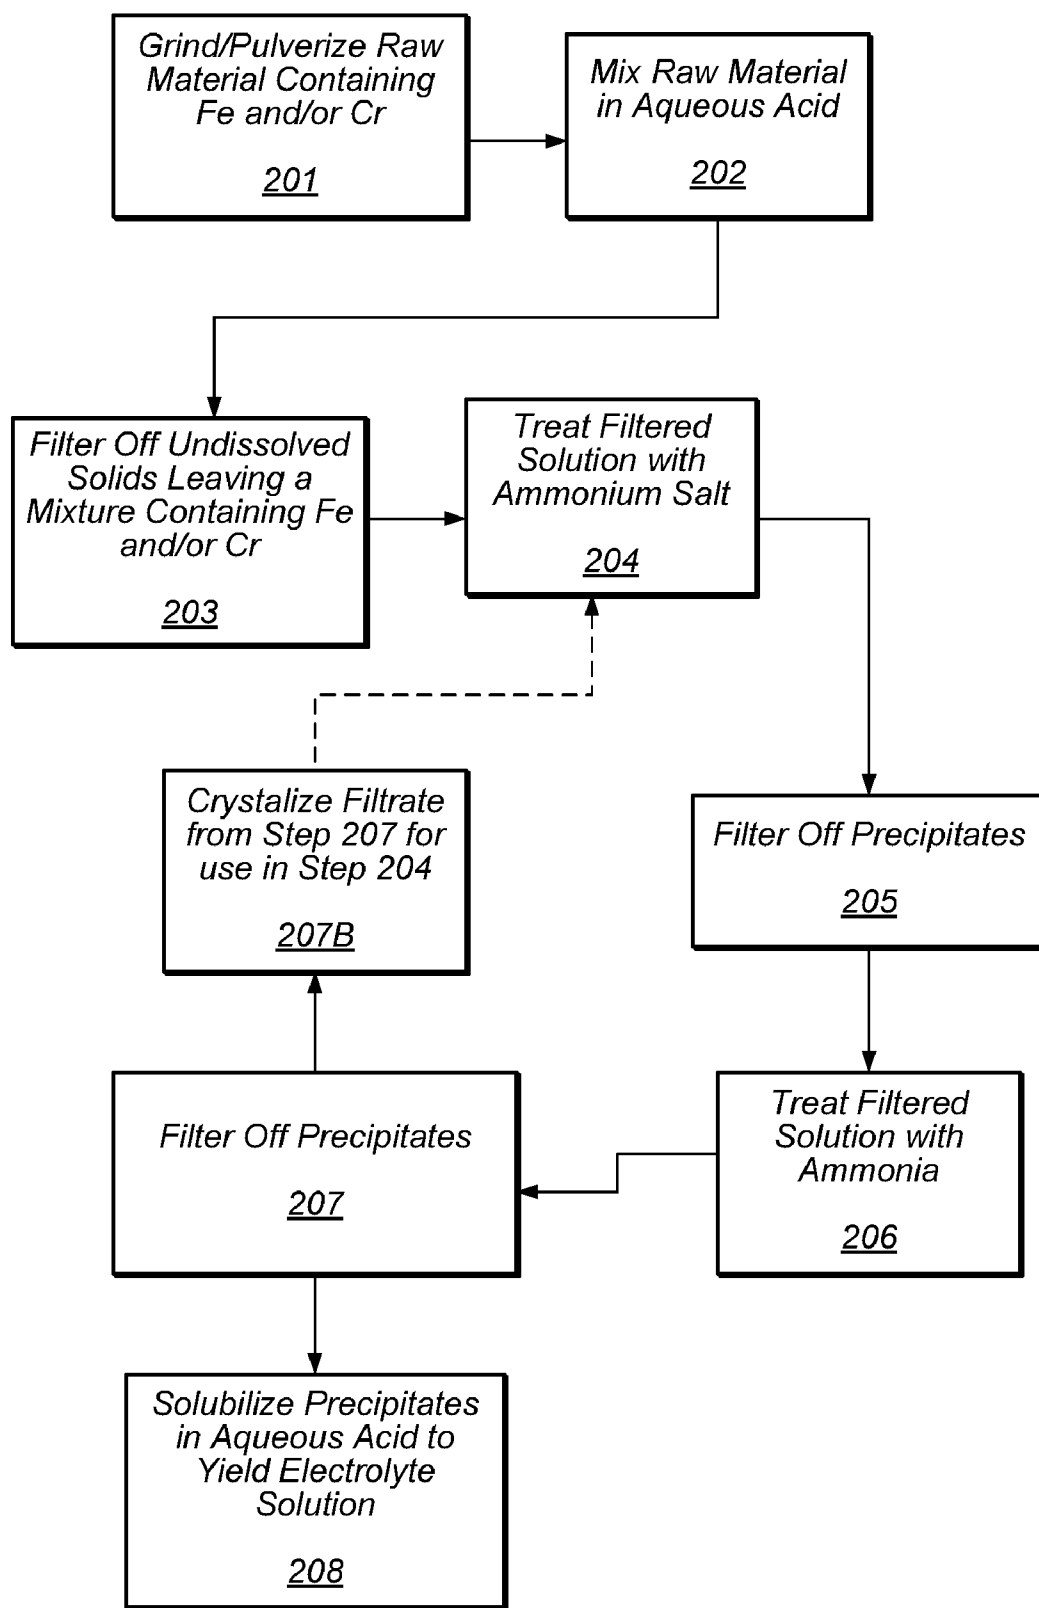 Grind/Pulverize Raw
Material Containing
Fe and/or Cr
201
Mix Raw Material
in Aqueous Acid
202
Filter Off Undissolved
Solids Leaving a
Mixture Containing Fe
and/or Cr
203
Treat Filtered
Solution with
Ammonium Salt
204
Crystalize Filtrate
from Step 207 for
use in Step 204
207B
Filter Off Precipitates
205
Filter Off Precipitates
207
Treat Filtered
Solution with
Ammonia
206
Solubilize Precipitates
in Aqueous Acid to
Yield Electrolyte
Solution
208